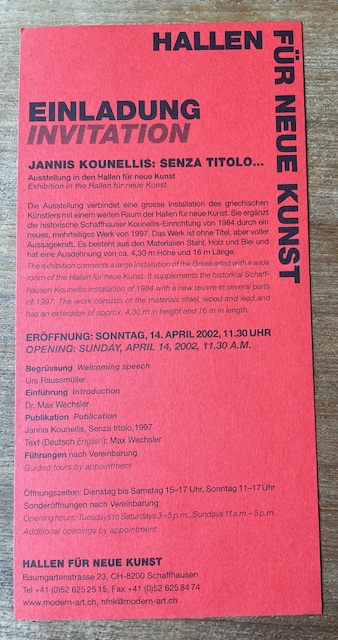 HALLEN
FÜR NEUE KUNST
EINLADUNG
INVITATION
JANNIS KOUNELLIS: SENZA TITOLO...
Ausstellung in den Hallen für neue Kunst
Exhibition in the Hallen für neue Kunst
Die Ausstellung verbindet eine grosse Installation des griechischen
Künstlers mit einem weiten Raum der Hallen für neue Kunst. Sie ergänzt
die historische Schaffhauser Kounellis-Einrichtung von 1984 durch ein
neues, mehrteiliges Werk von 1997. Das Werk ist ohne Titel, aber voller
Aussagekraft. Es besteht aus den Materialien Stahl, Holz und Blei und
hat eine Ausdehnung von ca. 4,30 m Höhe und 16 m Länge.
The exhibition connects a large installation of the Greek artist with a wide
room of the Hallen für neue Kunst. It supplements the historical Schaff-
hausen Kounellis installation of 1984 with a new œuvre in several parts
of 1997. The work consists of the materials steel, wood and lead and
has an extension of approx. 4,30 m in height and 16 m in length.
ERÖFFNUNG: SONNTAG, 14. APRIL 2002, 11.30 UHR
OPENING: SUNDAY, APRIL 14, 2002, 11.30 A.M.
Begrüssung Welcoming speech
Urs Raussmüller
Einführung Introduction
Dr. Max Wechsler
Publikation Publication
Jannis Kounellis, Senza titolo, 1997
Text (Deutsch English): Max Wechsler
Führungen nach Vereinbarung
Guided tours by appointment
Öffnungszeiten: Dienstag bis Samstag 15–17 Uhr, Sonntag 11–17 Uhr
Sonderöffnungen nach Vereinbarung
Opening hours: Tuesdays to Saturdays 3–5 p.m., Sundays 11 a.m.–5 p.m.
Additional openings by appointment
HALLEN FÜR NEUE KUNST
Baumgartenstrasse 23, CH-8200 Schaffhausen
Tel +41 (0)52 625 25 15, Fax +41 (0)52 625 84 74
www.modern-art.ch, hfnk@modern-art.ch